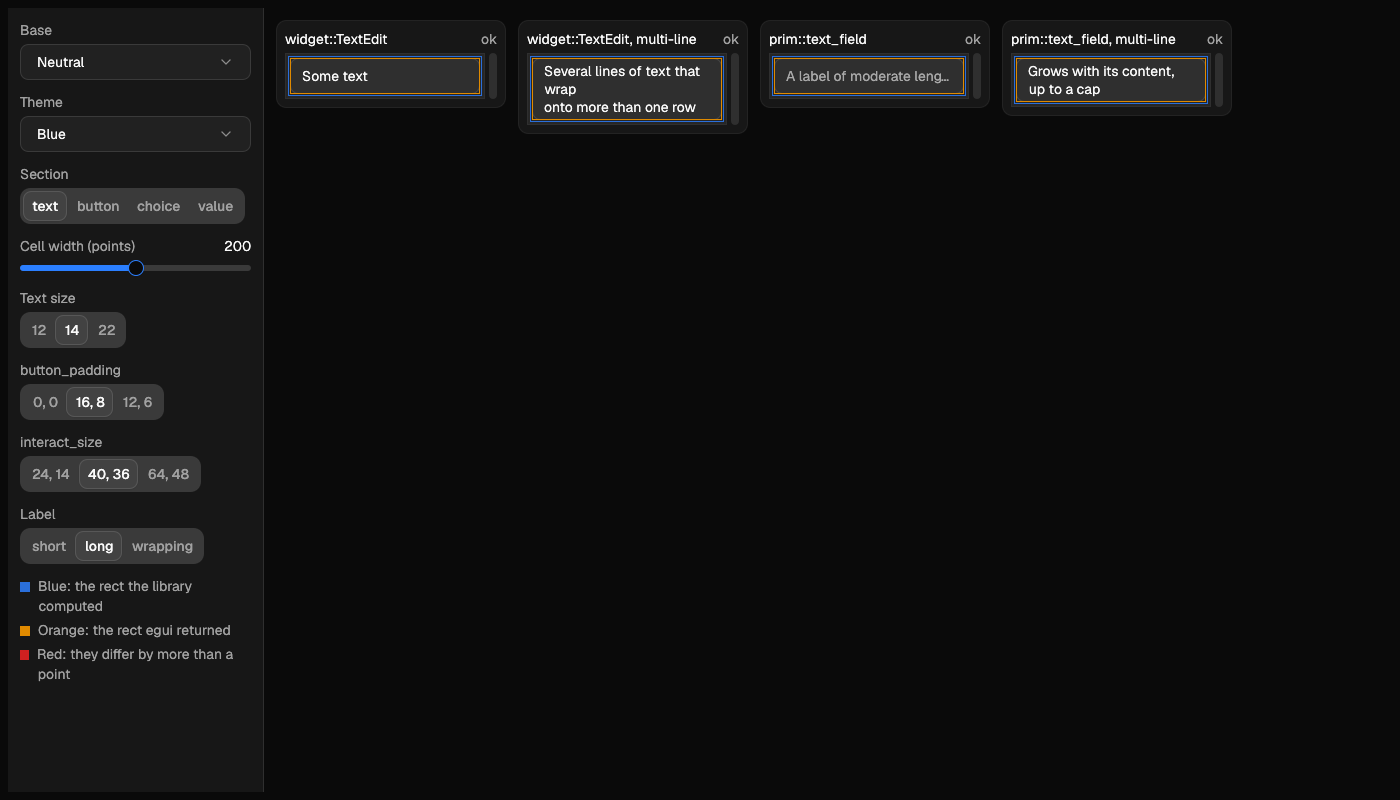 Base
Neutral
Theme
Blue
Section
text button choice value
Cell width (points) 200
Text size
12 14 22
button_padding
0, 0 16, 8 12, 6
interact_size
24, 14 40, 36 64, 48
Label
short long wrapping
Blue: the rect the library
computed
Orange: the rect egui returned
Red: they differ by more than a
point
widget::TextEdit ok
Some text
widget::TextEdit, multi-line ok
Several lines of text that
wrap
onto more than one row
prim::text_field ok
A label of moderate leng…
prim::text_field, multi-line ok
Grows with its content,
up to a cap